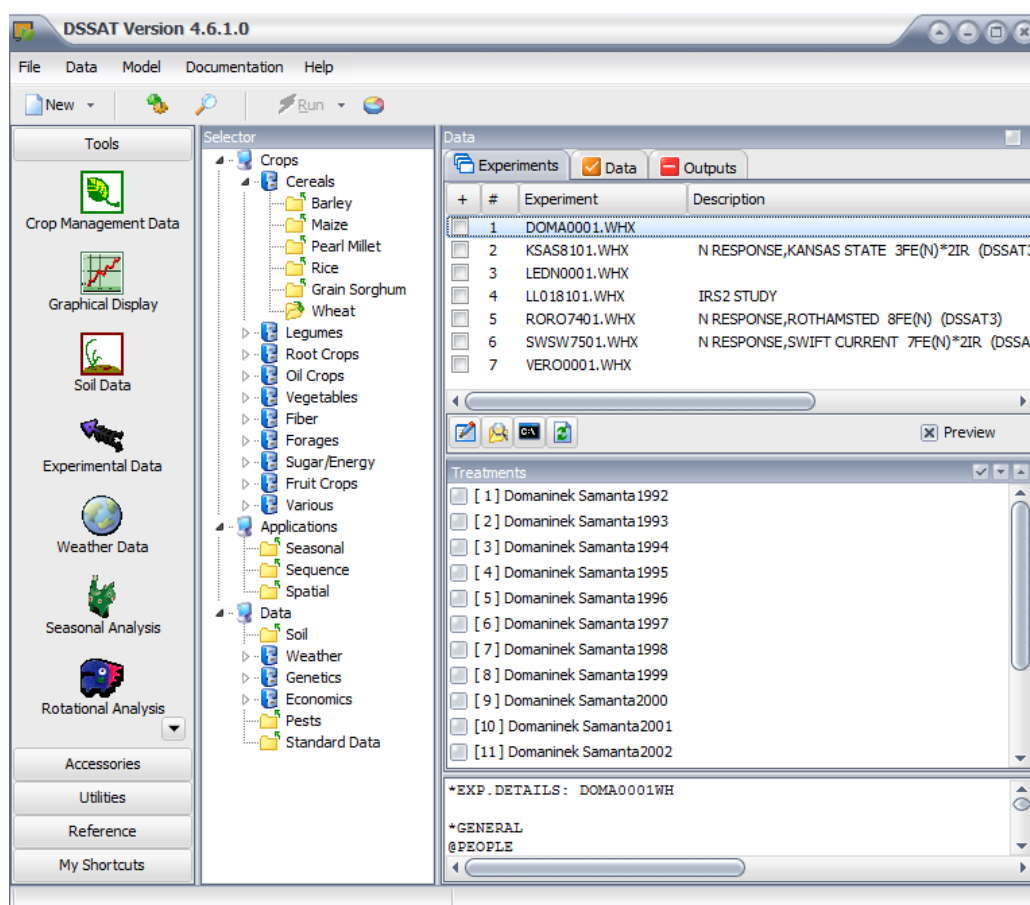 DSSAT Version 4.6.1.0
File Data Model Documentation Help
New Run
Tools
Crop Management Data
Graphical Display
Soil Data
Experimental Data
Weather Data
Seasonal Analysis
Rotational Analysis
Accessories
Utilities
Reference
My Shortcuts
Selector
Crops
Cereals
Barley
Maize
Pearl Millet
Rice
Grain Sorghum
Wheat
Legumes
Root Crops
Oil Crops
Vegetables
Fiber
Forages
Sugar/Energy
Fruit Crops
Various
Applications
Seasonal
Sequence
Spatial
Data
Soil
Weather
Genetics
Economics
Pests
Standard Data
Data
Experiments Data Outputs
+ # Experiment Description
1 DOMA0001.WHX
2 KSAS8101.WHX N RESPONSE,KANSAS STATE 3FE(N)*2IR (DSSAT3
3 LEDN0001.WHX
4 LL018101.WHX IRS2 STUDY
5 RORO7401.WHX N RESPONSE,ROTHAMSTED 8FE(N) (DSSAT3)
6 SWSW7501.WHX N RESPONSE,SWIFT CURRENT 7FE(N)*2IR (DSSA
7 VERO0001.WHX
C:\ Preview
Treatments
[ 1 ] Domaninek Samanta1992
[ 2 ] Domaninek Samanta1993
[ 3 ] Domaninek Samanta1994
[ 4 ] Domaninek Samanta1995
[ 5 ] Domaninek Samanta1996
[ 6 ] Domaninek Samanta1997
[ 7 ] Domaninek Samanta1998
[ 8 ] Domaninek Samanta1999
[ 9 ] Domaninek Samanta2000
[10 ] Domaninek Samanta2001
[11 ] Domaninek Samanta2002
*EXP.DETAILS: DOMA0001WH
*GENERAL
@PEOPLE